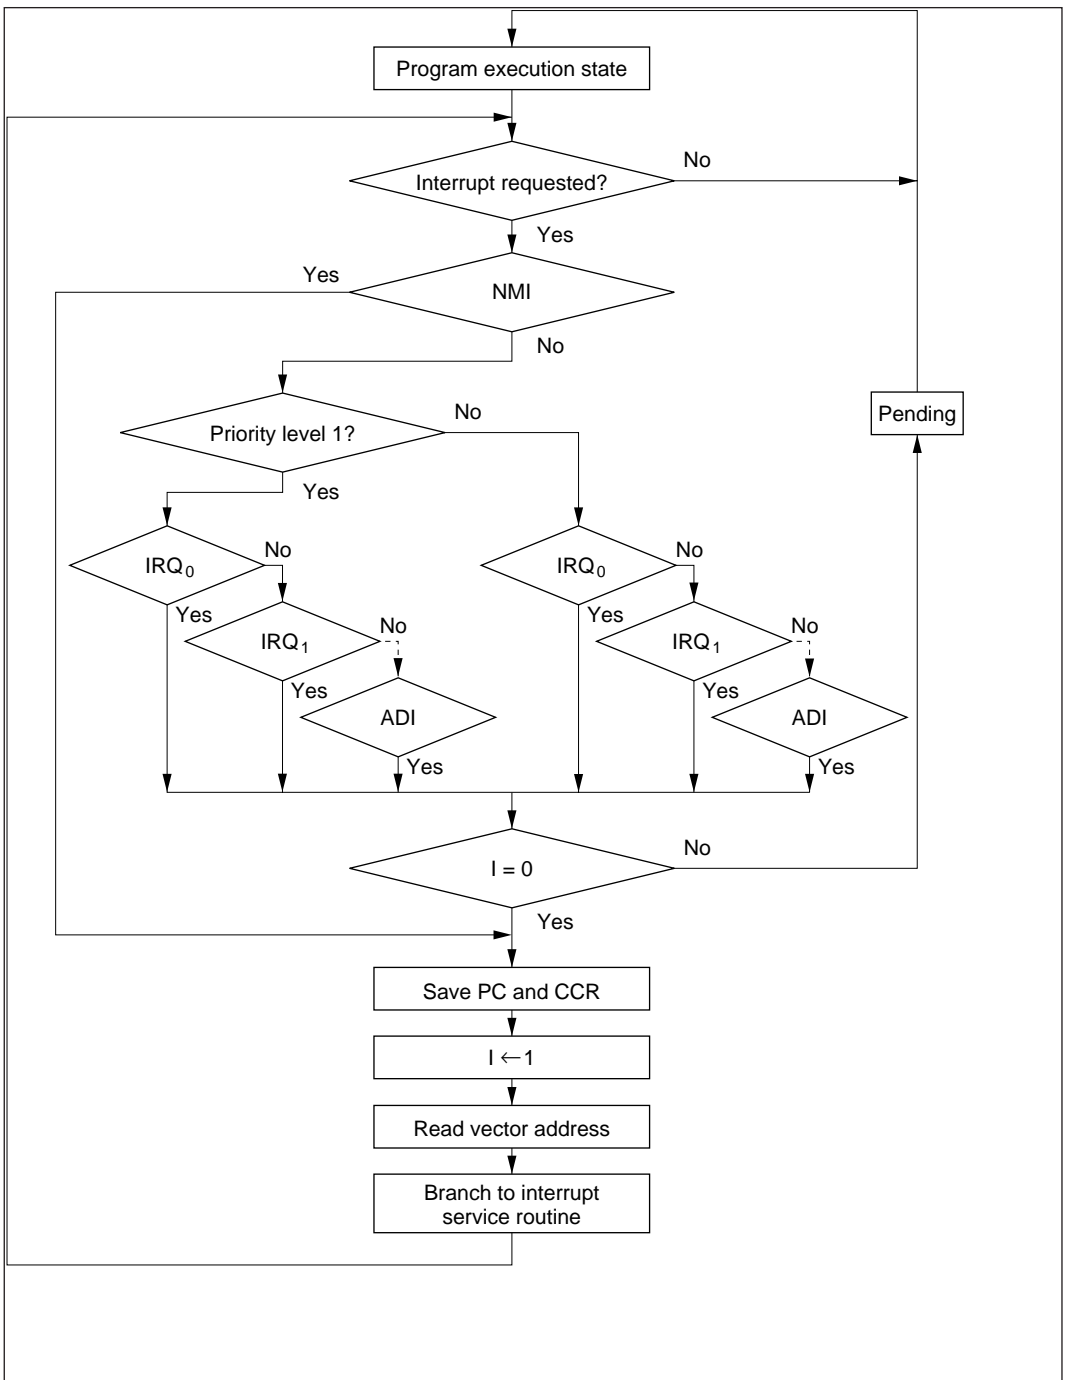 Program execution state
Interrupt requested?
No
Yes
NMI
Yes
No
Priority level 1?
No
Yes
Pending
IRQ0
No
Yes
IRQ1
No
Yes
ADI
Yes
IRQ0
No
Yes
IRQ1
No
Yes
ADI
Yes
I = 0
No
Yes
Save PC and CCR
I ←1
Read vector address
Branch to interrupt
service routine